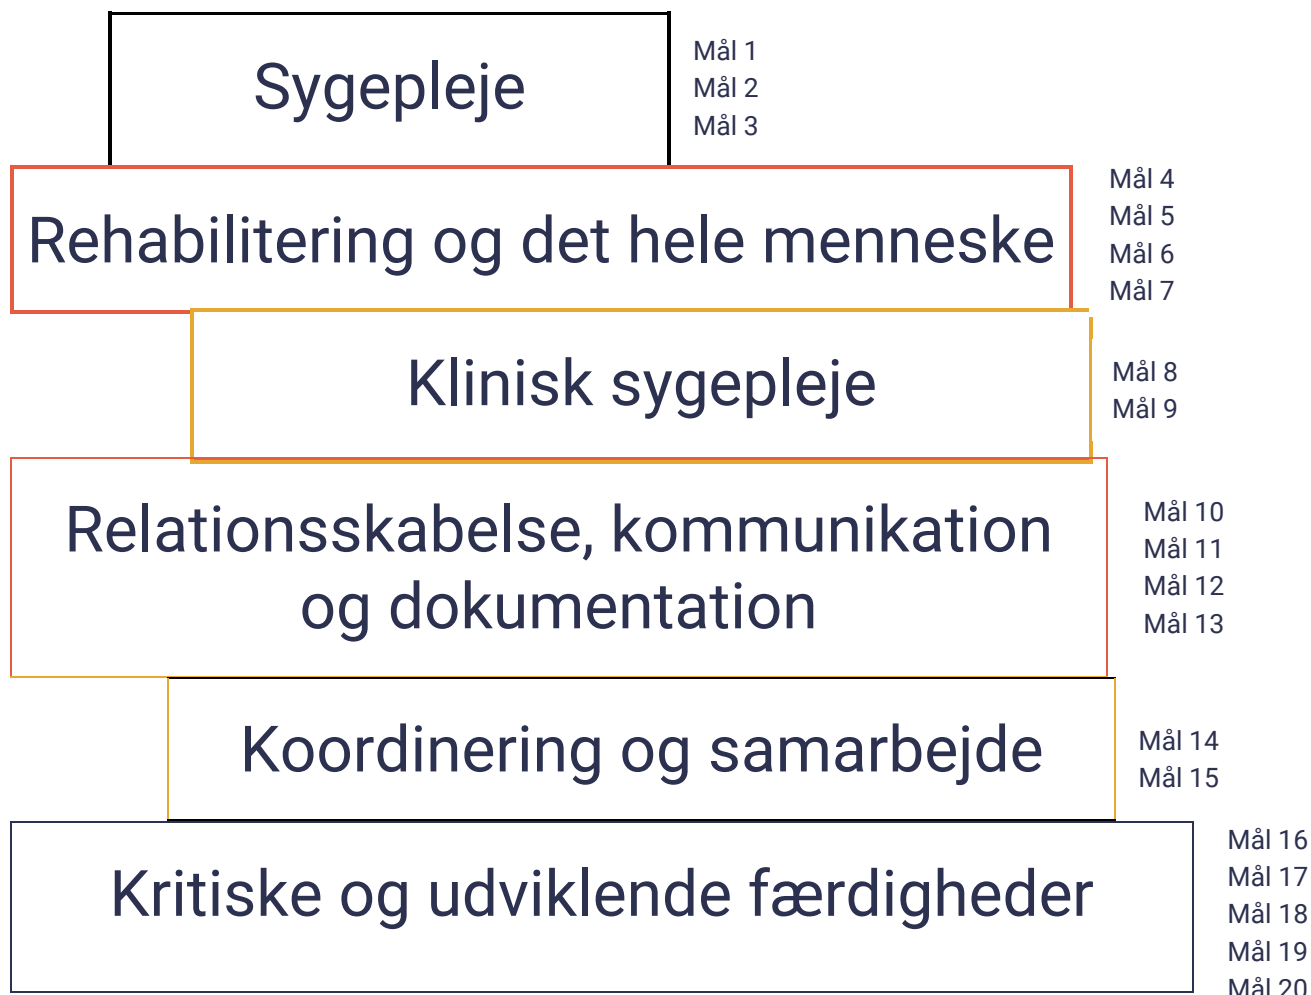 Sygepleje
Mål 1
Mål 2
Mål 3
Rehabilitering og det hele menneske
Mål 4
Mål 5
Mål 6
Mål 7
Klinisk sygepleje
Mål 8
Mål 9
Relationsskabelse, kommunikation
og dokumentation
Mål 10
Mål 11
Mål 12
Mål 13
Koordinering og samarbejde
Mål 14
Mål 15
Kritiske og udviklende færdigheder
Mål 16
Mål 17
Mål 18
Mål 19
Mål 20